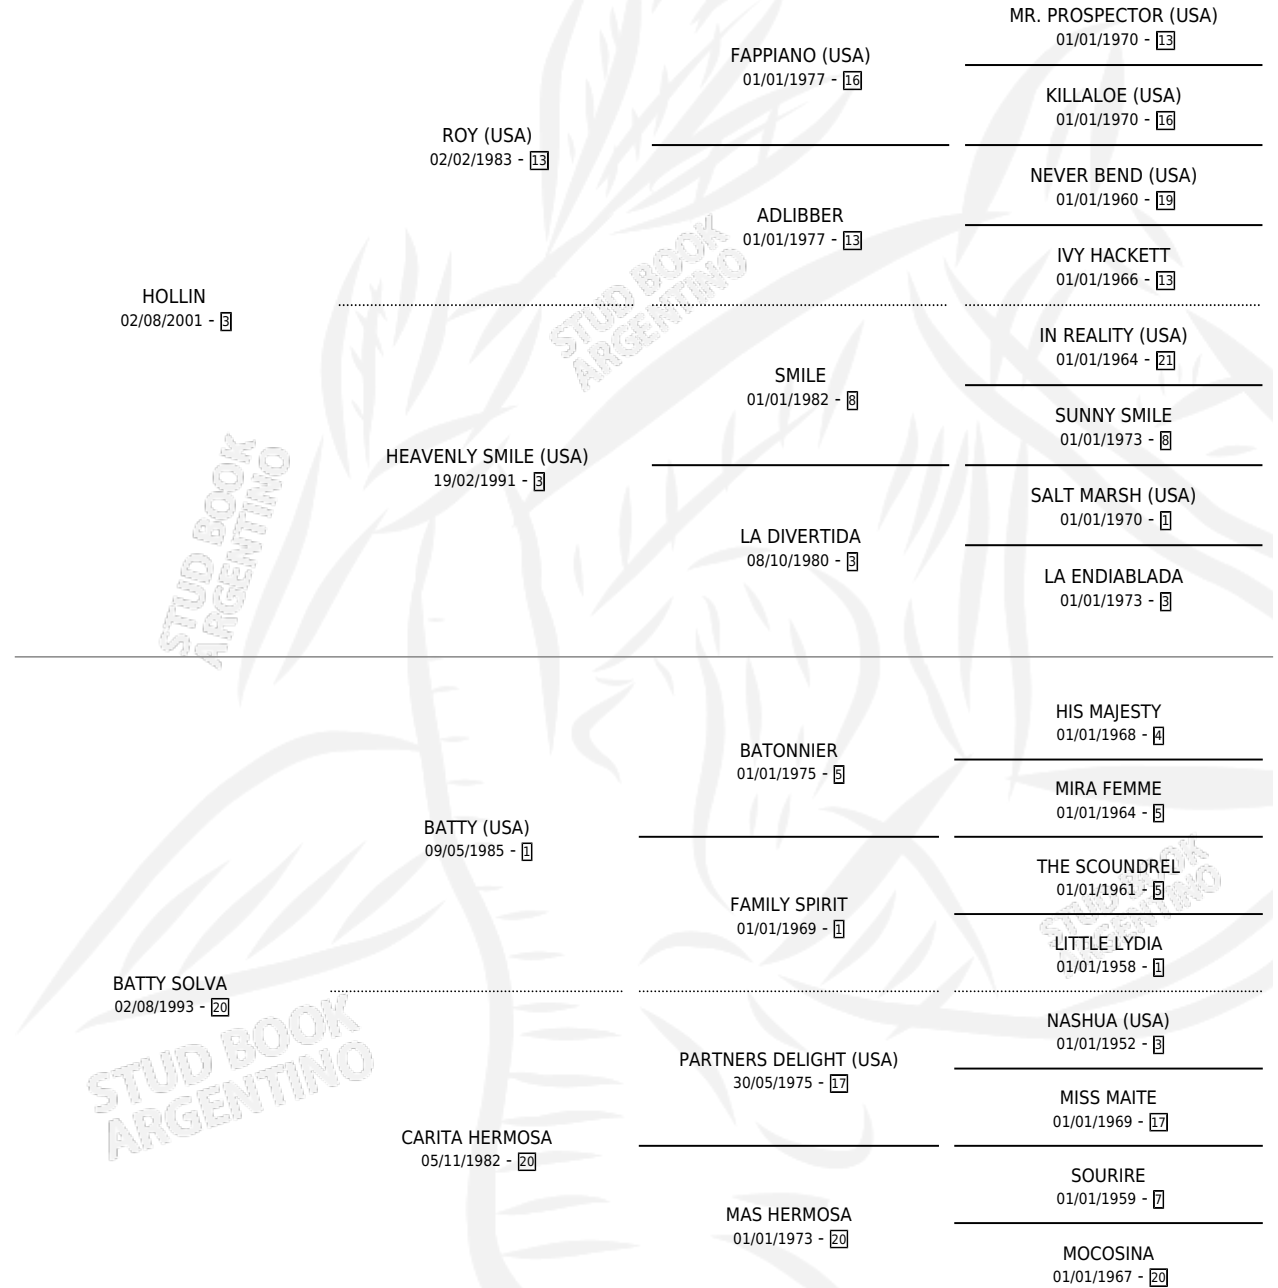 MR. PROSPECTOR (USA)
01/01/1970 - 13
FAPPIANO (USA)
01/01/1977 - 16
KILLALOE (USA)
01/01/1970 - 16
ROY (USA)
02/02/1983 - 13
NEVER BEND (USA)
01/01/1960 - 19
ADLIBBER
01/01/1977 - 13
IVY HACKETT
01/01/1966 - 13
HOLLIN
02/08/2001 - 3
IN REALITY (USA)
01/01/1964 - 21
SMILE
01/01/1982 - 8
SUNNY SMILE
01/01/1973 - 8
HEAVENLY SMILE (USA)
19/02/1991 - 3
SALT MARSH (USA)
01/01/1970 - 1
LA DIVERTIDA
08/10/1980 - 3
LA ENDIABLADA
01/01/1973 - 3
HIS MAJESTY
01/01/1968 - 4
BATONNIER
01/01/1975 - 5
MIRA FEMME
01/01/1964 - 5
BATTY (USA)
09/05/1985 - 1
THE SCOUNDREL
01/01/1961 - 5
FAMILY SPIRIT
01/01/1969 - 1
LITTLE LYDIA
01/01/1958 - 1
BATTY SOLVA
02/08/1993 - 20
NASHUA (USA)
01/01/1952 - 3
PARTNERS DELIGHT (USA)
30/05/1975 - 17
MISS MAITE
01/01/1969 - 17
CARITA HERMOSA
05/11/1982 - 20
SOURIRE
01/01/1959 - 7
MAS HERMOSA
01/01/1973 - 20
MOCOSINA
01/01/1967 - 20
STUD BOOK
ARGENTINO
STUD BOOK
ARGENTINO
STUD BOOK
ARGENTINO
STUD BOOK
ARGENTINO